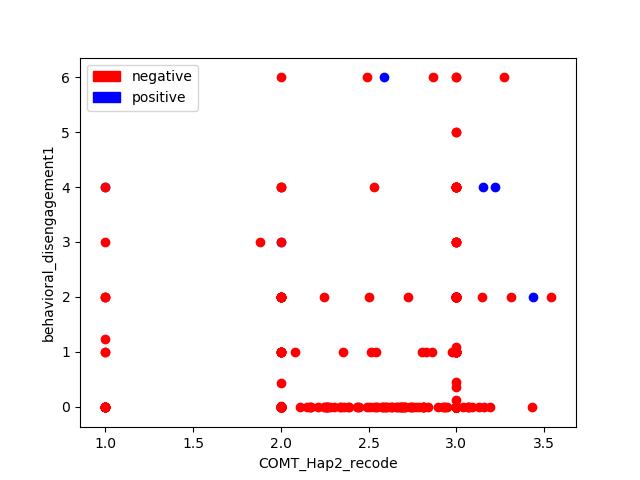 negative
positive
6
5
4
3
2
1
0
behavioral_disengagement1
1.0 1.5 2.0 2.5 3.0 3.5
COMT_Hap2_recode